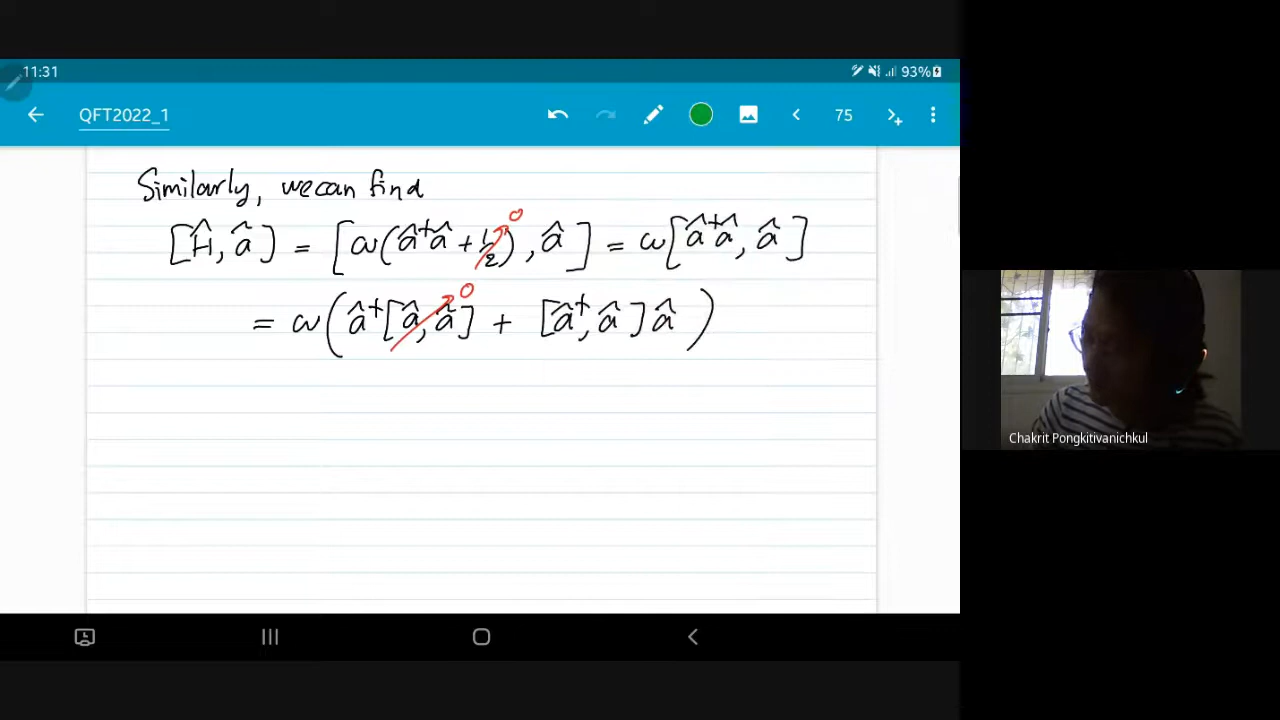 11:31
93%
QFT2022_1
75
Similarly, we can find
[Ĥ, â] = [ω(â†â + 1/2)⁰, â] = ω[â†â, â]
= ω(â†[â, â]⁰ + [â†, â]â)
Chakrit Pongkitivanichkul